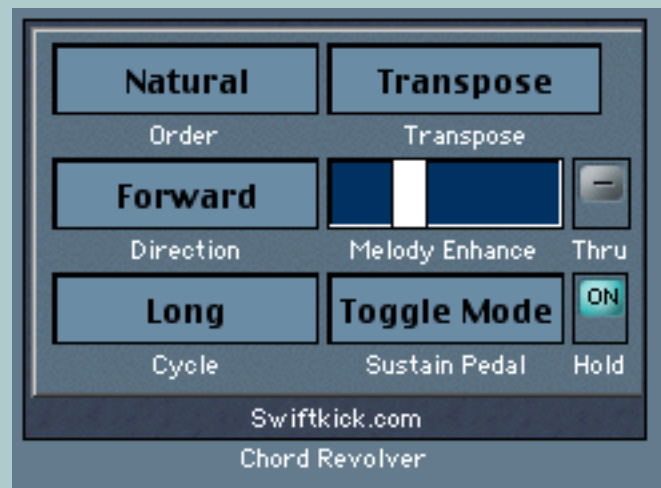 Natural Transpose
Order Transpose
Forward –
Direction Melody Enhance Thru
Long Toggle Mode ON
Cycle Sustain Pedal Hold
Swiftkick.com
Chord Revolver